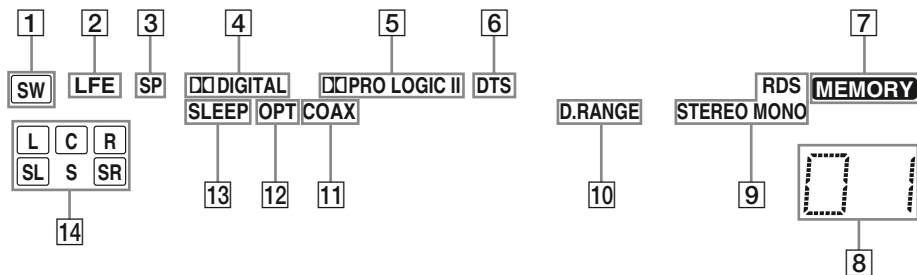 1 2 3 4 5 6 7
SW LFE SP DIGITAL PRO LOGIC II DTS RDS MEMORY
SLEEP OPT COAX D.RANGE STEREO MONO
L C R
SL S SR
13 12 11 10 9
14 8